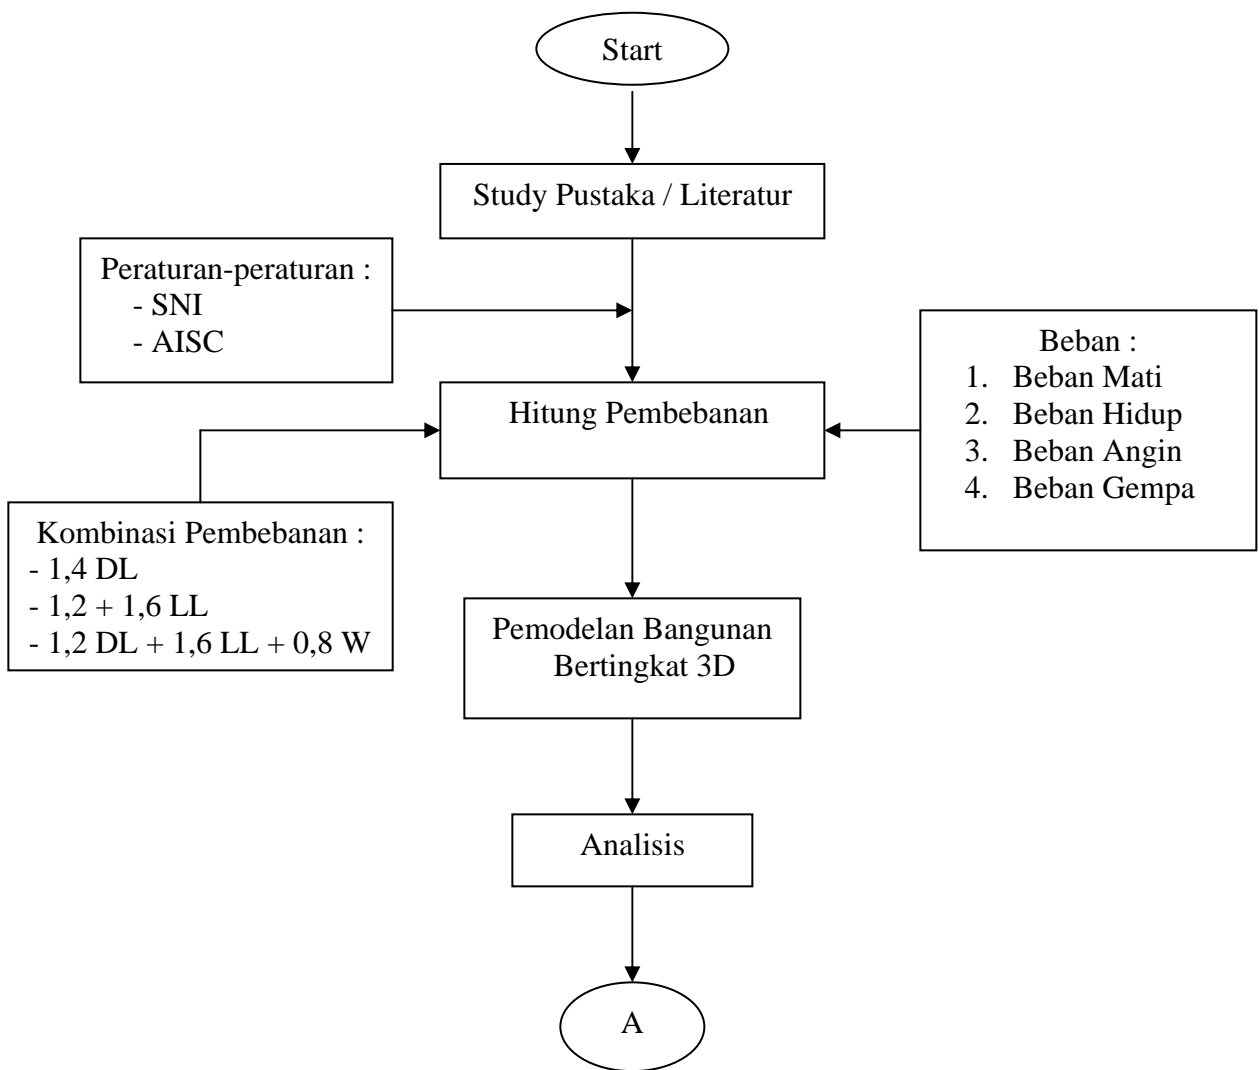 Start
Study Pustaka / Literatur
Peraturan-peraturan :
- SNI
- AISC
Beban :
1. Beban Mati
2. Beban Hidup
3. Beban Angin
4. Beban Gempa
Hitung Pembebanan
Kombinasi Pembebanan :
- 1,4 DL
- 1,2 + 1,6 LL
- 1,2 DL + 1,6 LL + 0,8 W
Pemodelan Bangunan
Bertingkat 3D
Analisis
A